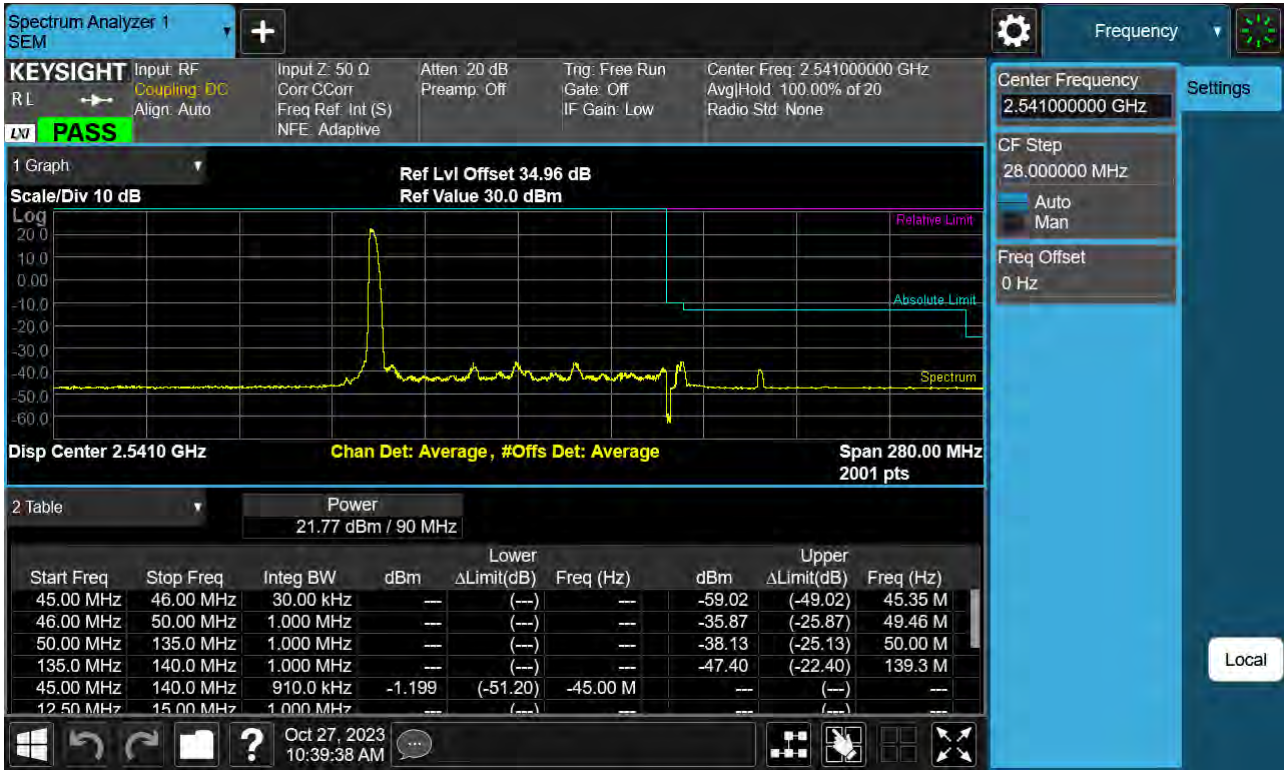 Spectrum Analyzer 1
SEM
+
Frequency
KEYSIGHT
RL
LXI PASS
Input: RF
Coupling: DC
Align: Auto
Input Z: 50 Ω
Corr CCorr
Freq Ref: Int (S)
NFE: Adaptive
Atten: 20 dB
Preamp: Off
Trig: Free Run
Gate: Off
IF Gain: Low
Center Freq: 2.541000000 GHz
Avg|Hold: 100.00% of 20
Radio Std: None
Center Frequency
2.541000000 GHz
Settings
CF Step
28.000000 MHz
Auto
Man
Freq Offset
0 Hz
Local
1 Graph
Scale/Div 10 dB
Ref Lvl Offset 34.96 dB
Ref Value 30.0 dBm
Log
20.0
10.0
0.00
-10.0
-20.0
-30.0
-40.0
-50.0
-60.0
Relative Limit
Absolute Limit
Spectrum
Disp Center 2.5410 GHz
Chan Det: Average , #Offs Det: Average
Span 280.00 MHz
2001 pts
2 Table
Power
21.77 dBm / 90 MHz
Lower Upper
Start Freq Stop Freq Integ BW dBm ΔLimit(dB) Freq (Hz) dBm ΔLimit(dB) Freq (Hz)
45.00 MHz 46.00 MHz 30.00 kHz --- (---) --- -59.02 (-49.02) 45.35 M
46.00 MHz 50.00 MHz 1.000 MHz --- (---) --- -35.87 (-25.87) 49.46 M
50.00 MHz 135.0 MHz 1.000 MHz --- (---) --- -38.13 (-25.13) 50.00 M
135.0 MHz 140.0 MHz 1.000 MHz --- (---) --- -47.40 (-22.40) 139.3 M
45.00 MHz 140.0 MHz 910.0 kHz -1.199 (-51.20) -45.00 M --- (---) ---
12.50 MHz 15.00 MHz 1.000 MHz --- (---) --- --- (---) ---
?
Oct 27, 2023
10:39:38 AM